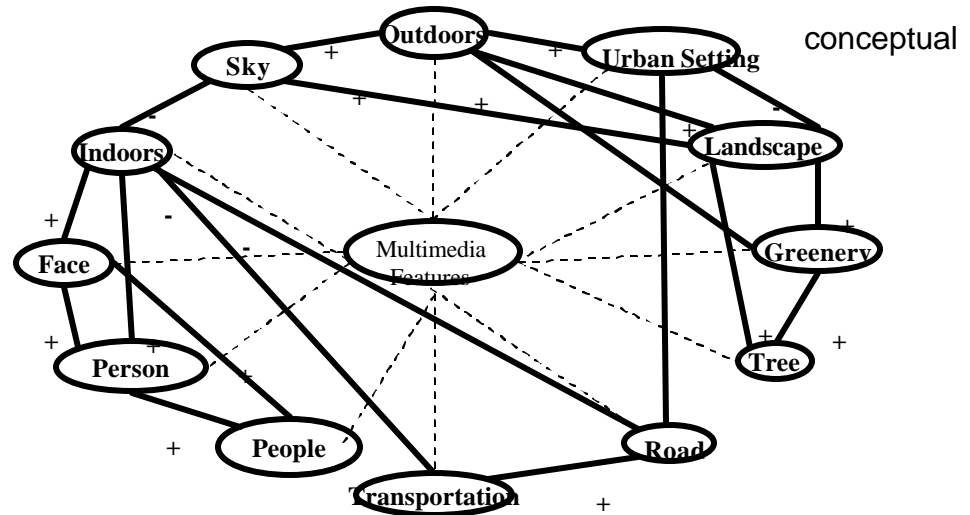 Outdoors
conceptual
Sky
+
+
Urban Setting
+
+
-
-
+
Indoors
Landscape
+
-
+
-
Multimedia
Features
Face
Greenery
+
+
+
+
Person
+
Tree
+
+
People
Road
Transportation
+